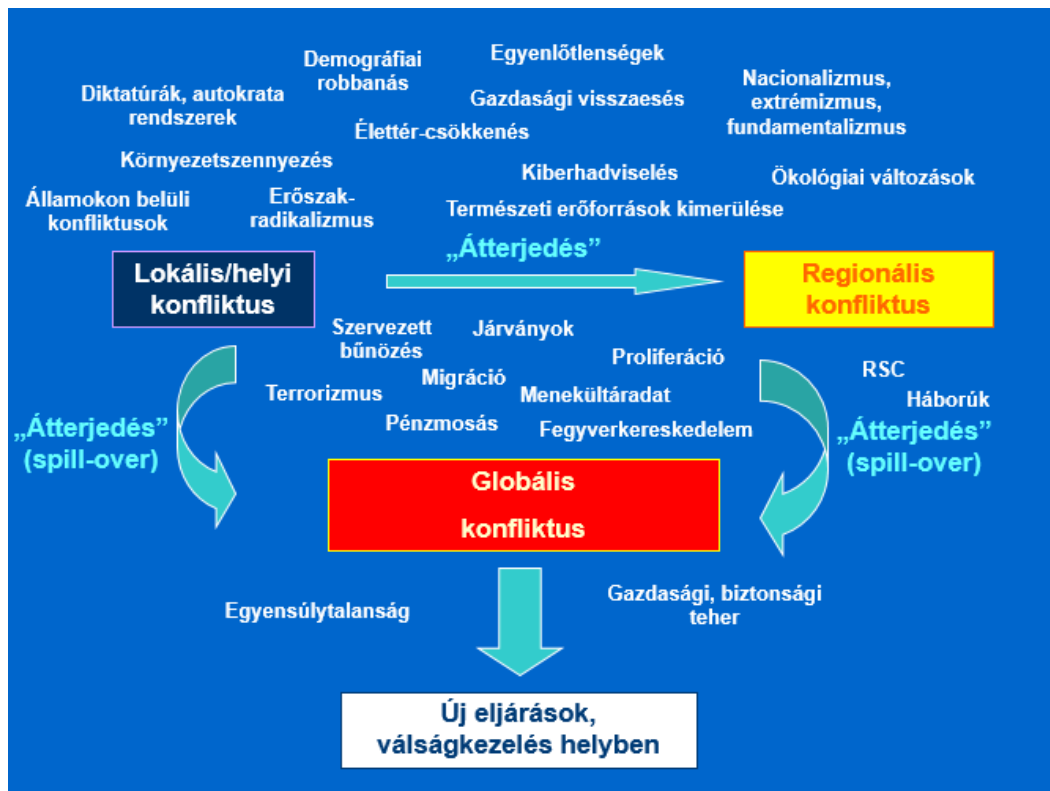 Demográfiai
robbanás
Egyenlőtlenségek
Diktatúrák, autokrata
rendszerek
Gazdasági visszaesés
Nacionalizmus,
extrémizmus,
fundamentalizmus
Élettér-csökkenés
Környezetszennyezés
Kiberhadviselés
Ökológiai változások
Államokon belüli
konfliktusok
Erőszak-
radikalizmus
Természeti erőforrások kimerülése
„Átterjedés”
Lokális/helyi
konfliktus
Regionális
konfliktus
Szervezett
bűnözés
Járványok
Proliferáció
RSC
Migráció
Terrorizmus
Menekültáradat
Háborúk
Pénzmosás
Fegyverkereskedelem
„Átterjedés”
(spill-over)
„Átterjedés”
(spill-over)
Globális
konfliktus
Egyensúlytalanság
Gazdasági, biztonsági
teher
Új eljárások,
válságkezelés helyben